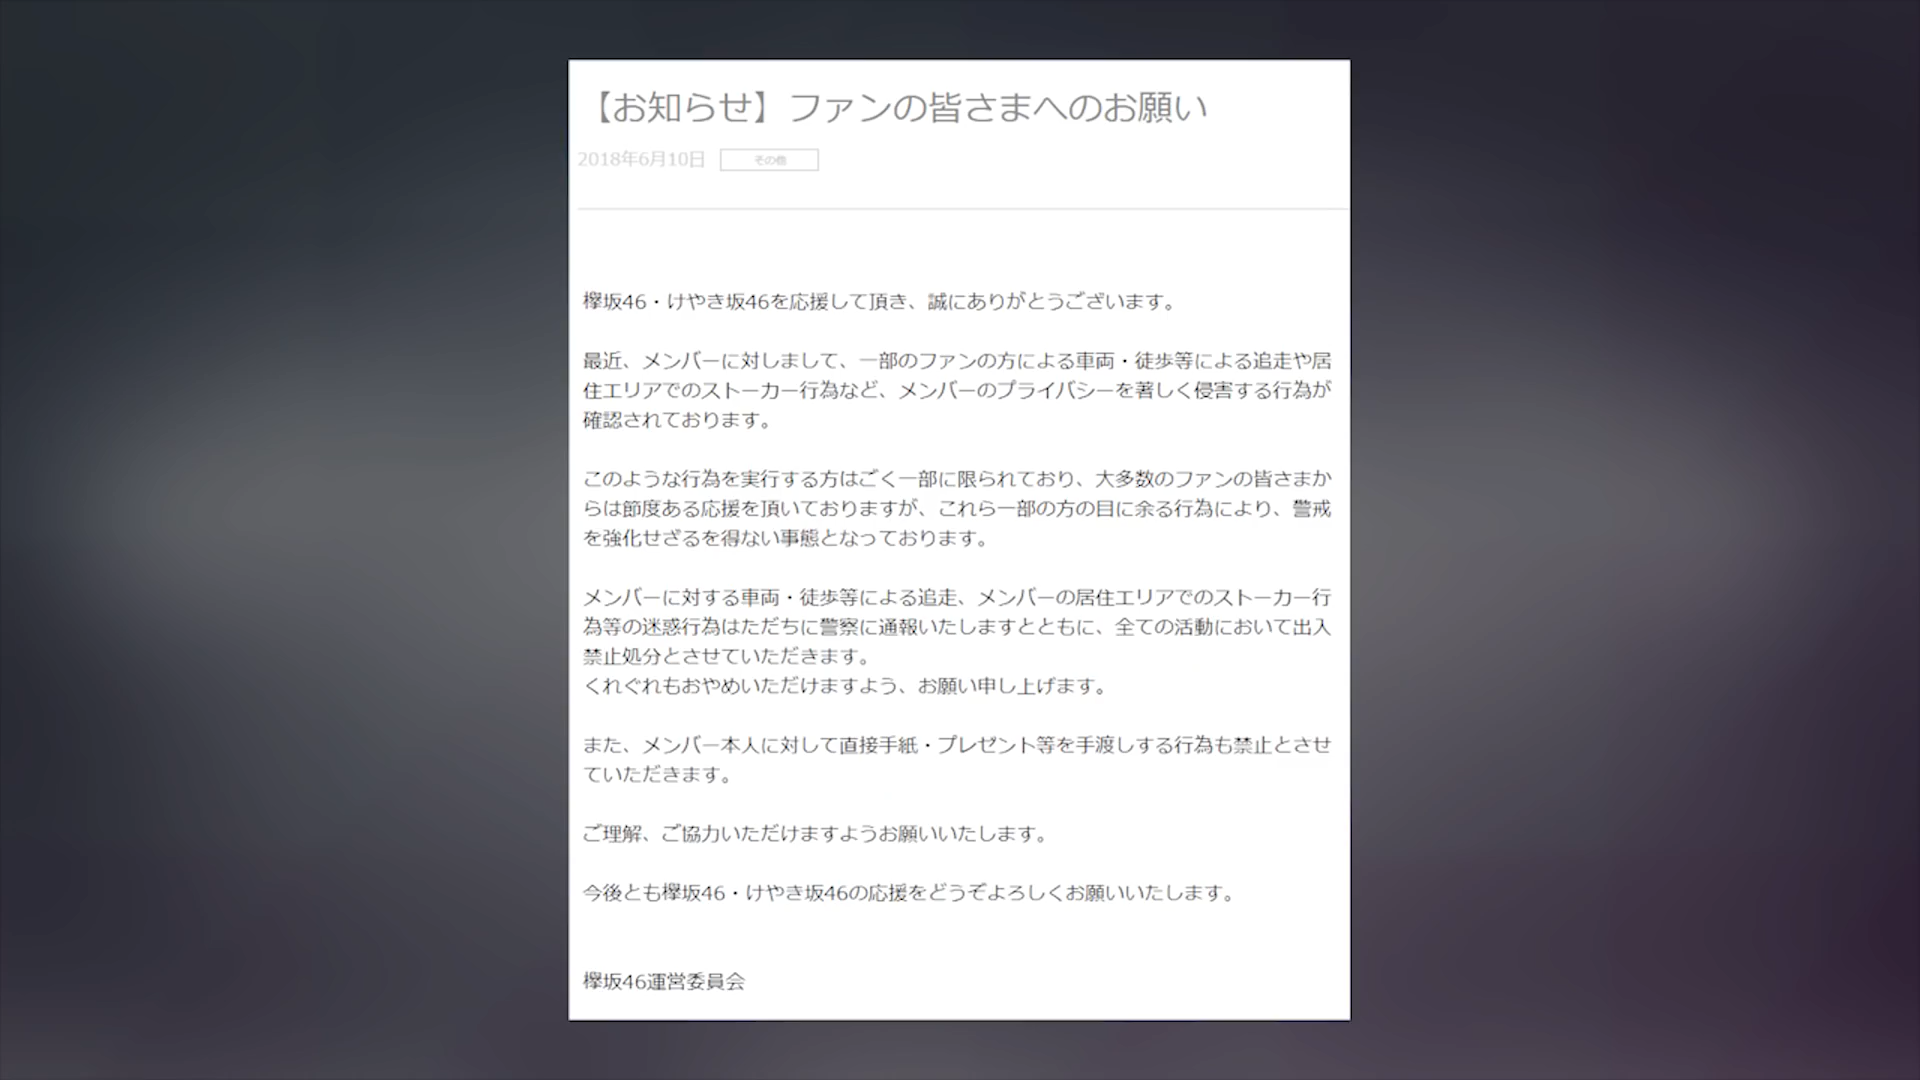 【お知らせ】ファンの皆さまへのお願い
2018年6月10日 その他
欅坂46・けやき坂46を応援して頂き、誠にありがとうございます。
最近、メンバーに対しまして、一部のファンの方による車両・徒歩等による追走や居
住エリアでのストーカー行為など、メンバーのプライバシーを著しく侵害する行為が
確認されております。
このような行為を実行する方はごく一部に限られており、大多数のファンの皆さまか
らは節度ある応援を頂いておりますが、これら一部の方の目に余る行為により、警戒
を強化せざるを得ない事態となっております。
メンバーに対する車両・徒歩等による追走、メンバーの居住エリアでのストーカー行
為等の迷惑行為はただちに警察に通報いたしますとともに、全ての活動において出入
禁止処分とさせていただきます。
くれぐれもおやめいただけますよう、お願い申し上げます。
また、メンバー本人に対して直接手紙・プレゼント等を手渡しする行為も禁止とさせ
ていただきます。
ご理解、ご協力いただけますようお願いいたします。
今後とも欅坂46・けやき坂46の応援をどうぞよろしくお願いいたします。
欅坂46運営委員会